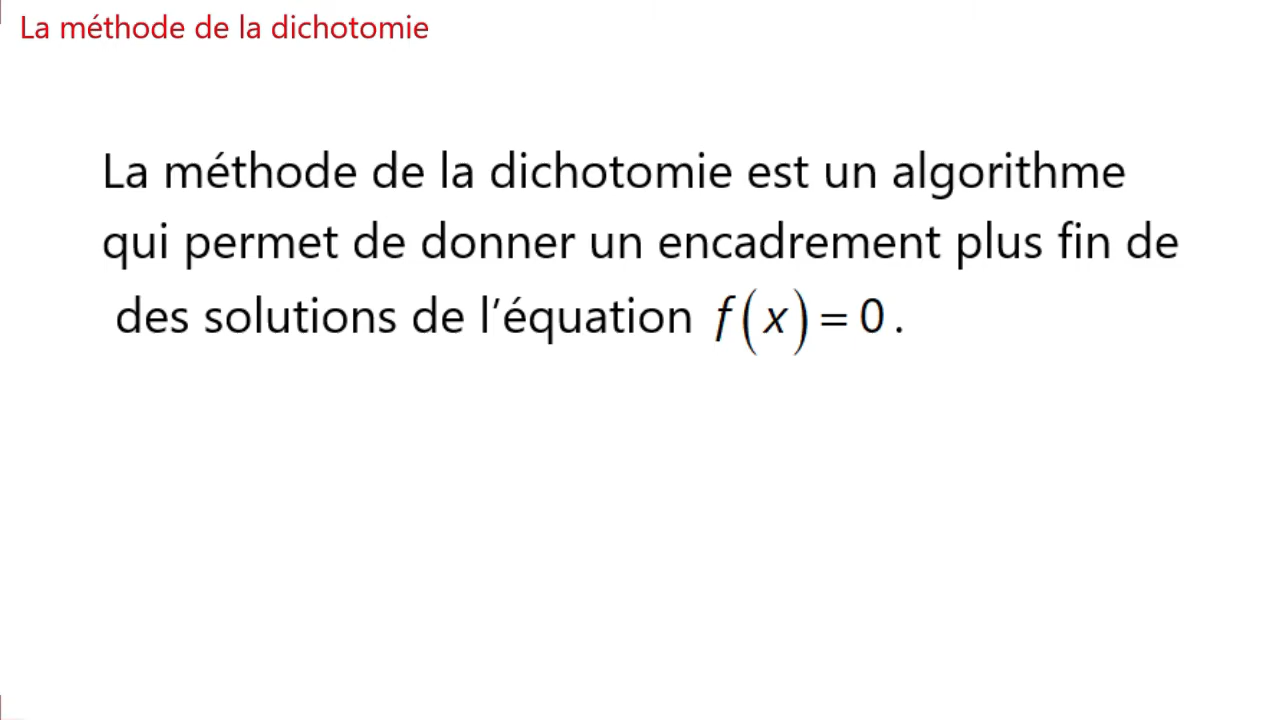 La méthode de la dichotomie
La méthode de la dichotomie est un algorithme
qui permet de donner un encadrement plus fin de
des solutions de l’équation f(x)=0.